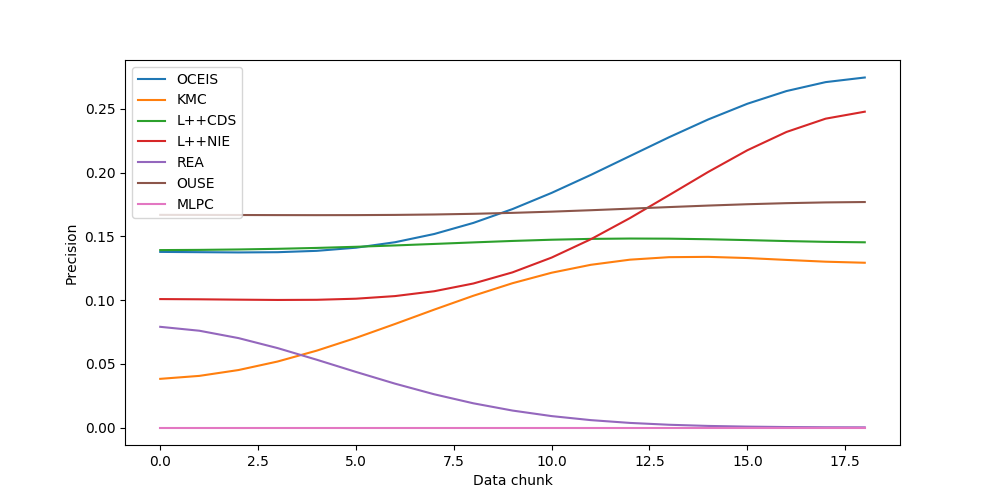 OCEIS
KMC
L++CDS
L++NIE
REA
OUSE
MLPC
0.25
0.20
0.15
0.10
0.05
0.00
Precision
0.0 2.5 5.0 7.5 10.0 12.5 15.0 17.5
Data chunk